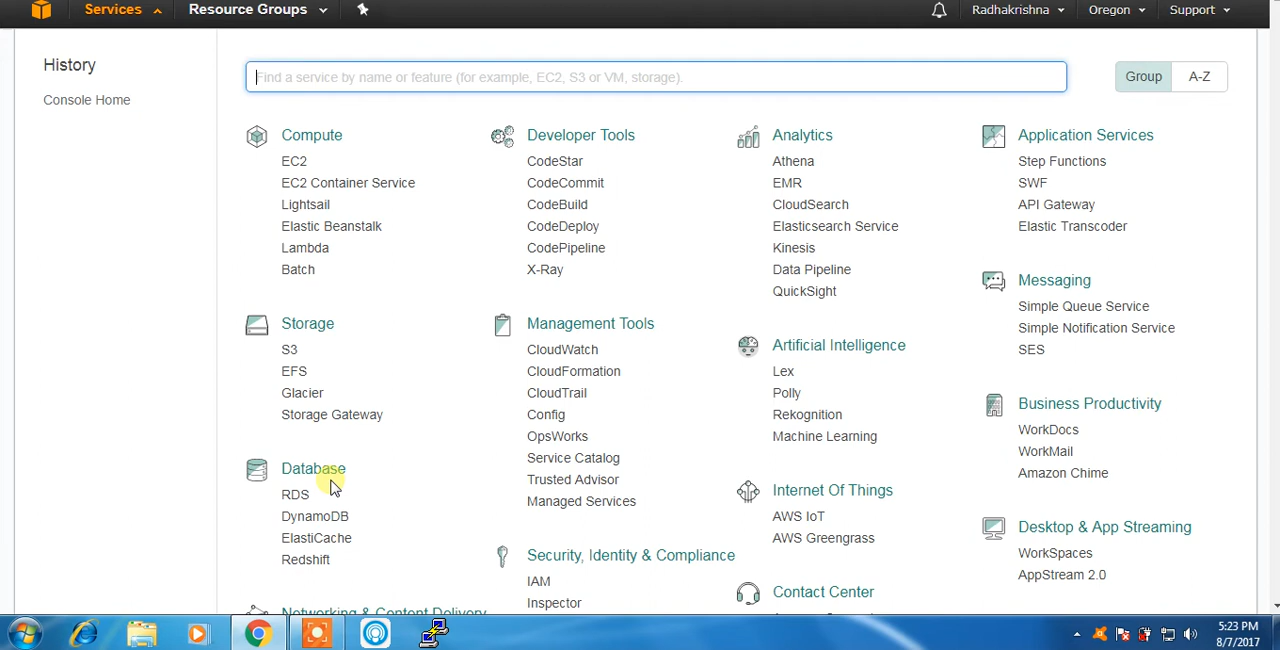 Services
Resource Groups
Radhakrishna
Oregon
Support
History
Console Home
Find a service by name or feature (for example, EC2, S3 or VM, storage).
Group
A-Z
Compute
EC2
EC2 Container Service
Lightsail
Elastic Beanstalk
Lambda
Batch
Storage
S3
EFS
Glacier
Storage Gateway
Database
RDS
DynamoDB
ElastiCache
Redshift
Networking & Content Delivery
Developer Tools
CodeStar
CodeCommit
CodeBuild
CodeDeploy
CodePipeline
X-Ray
Management Tools
CloudWatch
CloudFormation
CloudTrail
Config
OpsWorks
Service Catalog
Trusted Advisor
Managed Services
Security, Identity & Compliance
IAM
Inspector
Analytics
Athena
EMR
CloudSearch
Elasticsearch Service
Kinesis
Data Pipeline
QuickSight
Artificial Intelligence
Lex
Polly
Rekognition
Machine Learning
Internet Of Things
AWS IoT
AWS Greengrass
Contact Center
Application Services
Step Functions
SWF
API Gateway
Elastic Transcoder
Messaging
Simple Queue Service
Simple Notification Service
SES
Business Productivity
WorkDocs
WorkMail
Amazon Chime
Desktop & App Streaming
WorkSpaces
AppStream 2.0
5:23 PM
8/7/2017